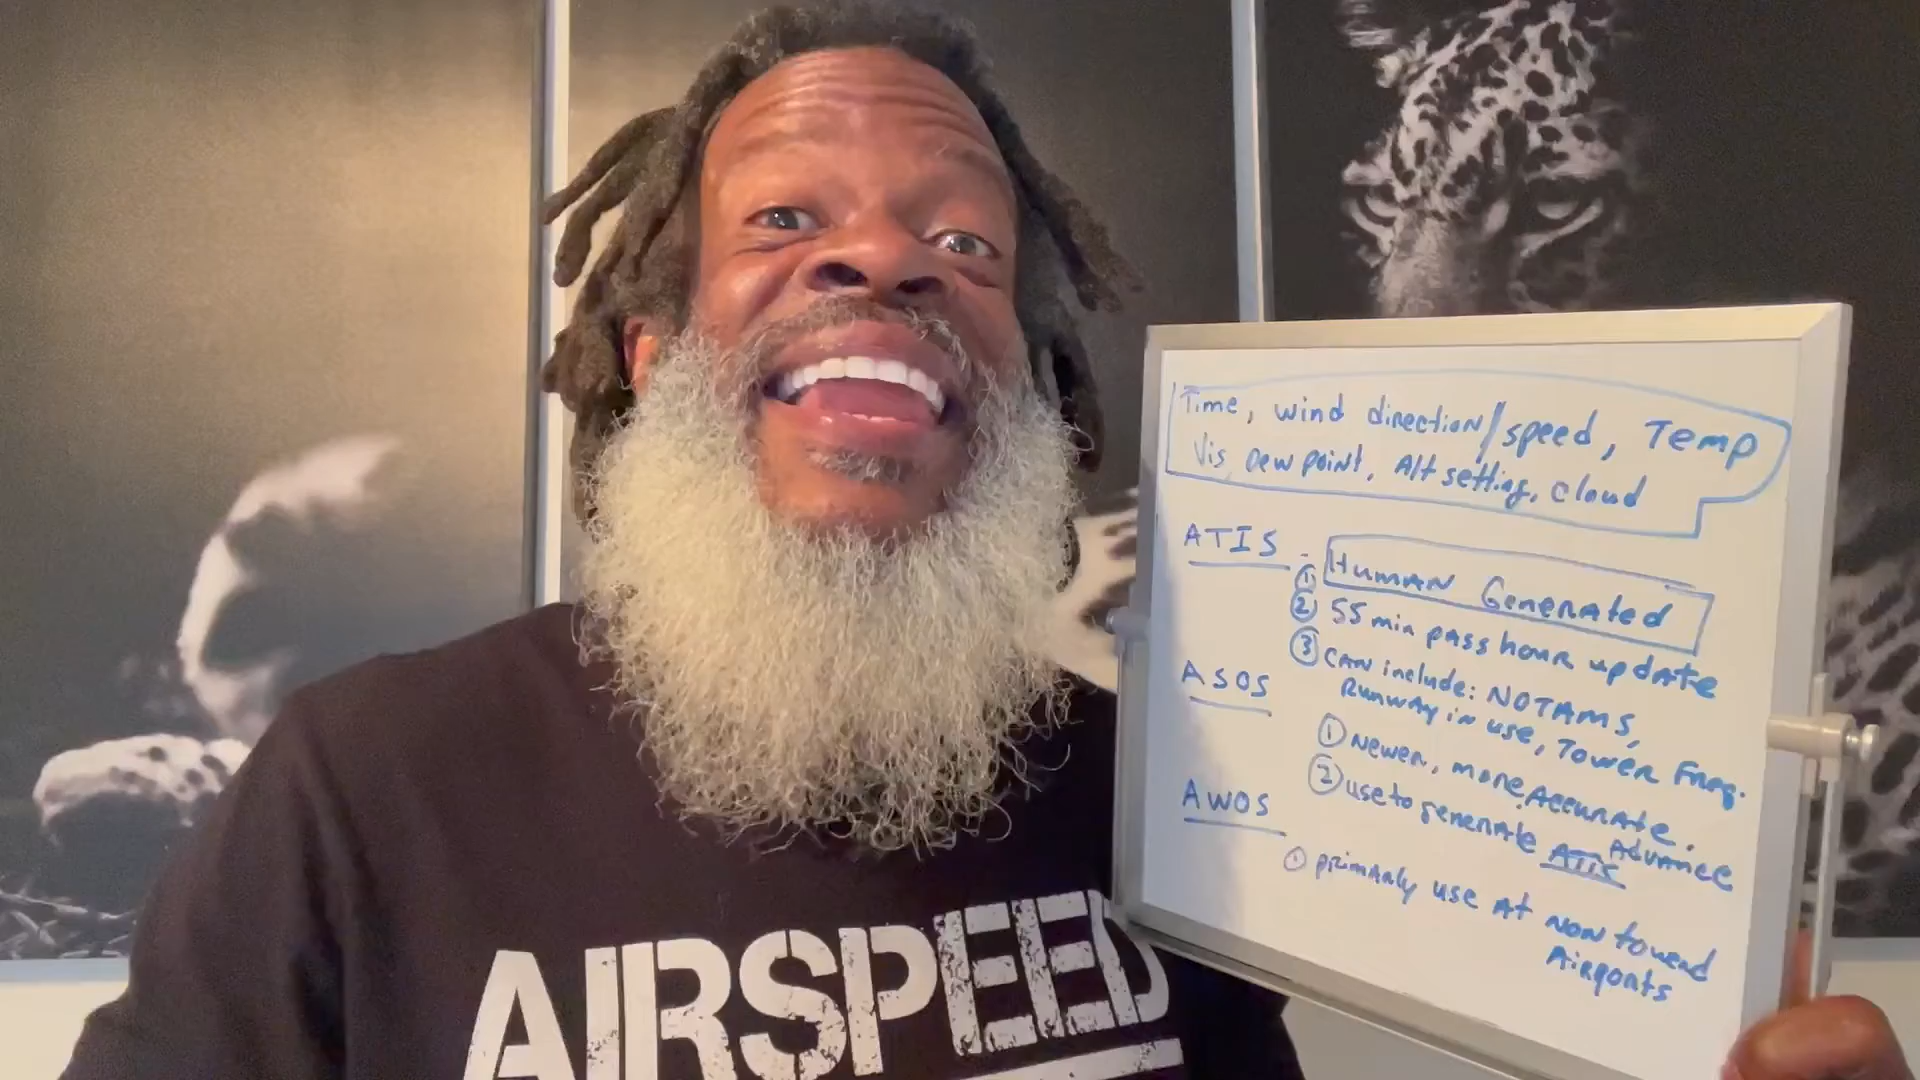 Time, wind direction/speed, Temp
Vis, Dew point, Alt setting, cloud
ATIS
① Human Generated
② 55 min pass hour update
③ CAN include: NOTAMS,
Runway in use, Tower Freq.
ASOS
① Newer, more Accurate.
Advance
② use to generate ATIS
AWOS
① primarily use At NON towerd
Airports
AIRSPEED